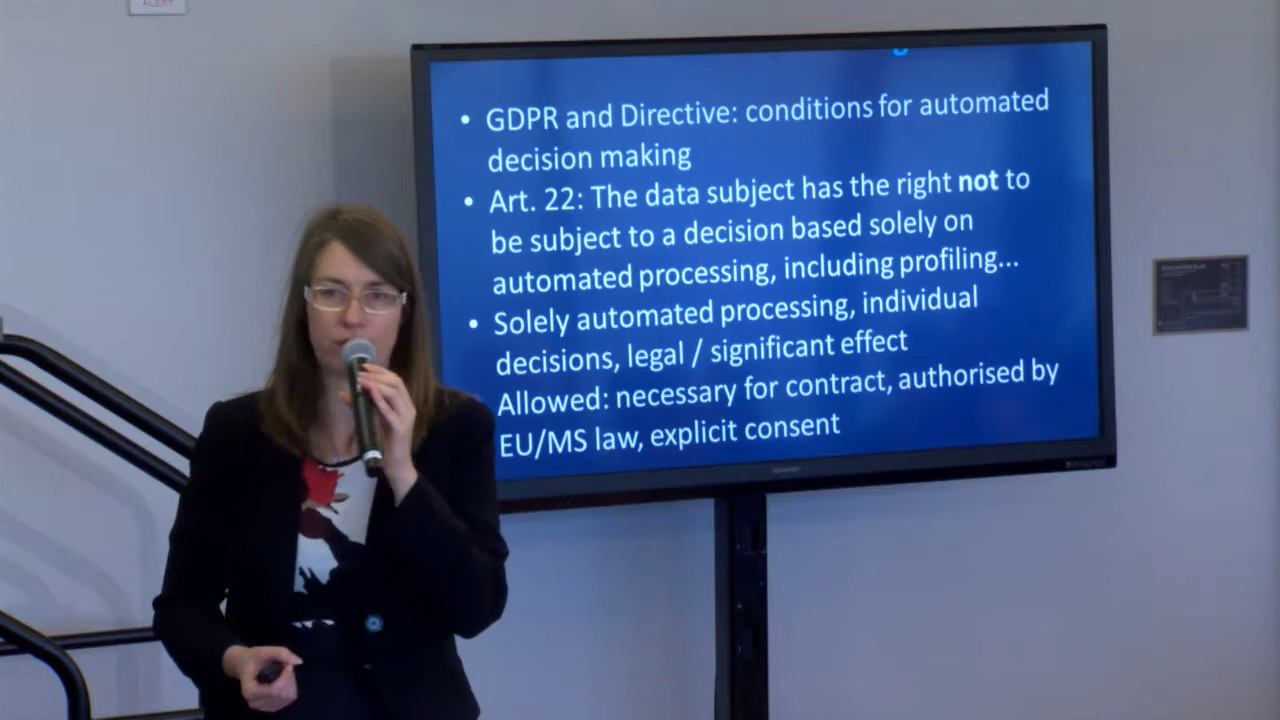 ALERT
• GDPR and Directive: conditions for automated
decision making
• Art. 22: The data subject has the right not to
be subject to a decision based solely on
automated processing, including profiling...
• Solely automated processing, individual
decisions, legal / significant effect
Allowed: necessary for contract, authorised by
EU/MS law, explicit consent